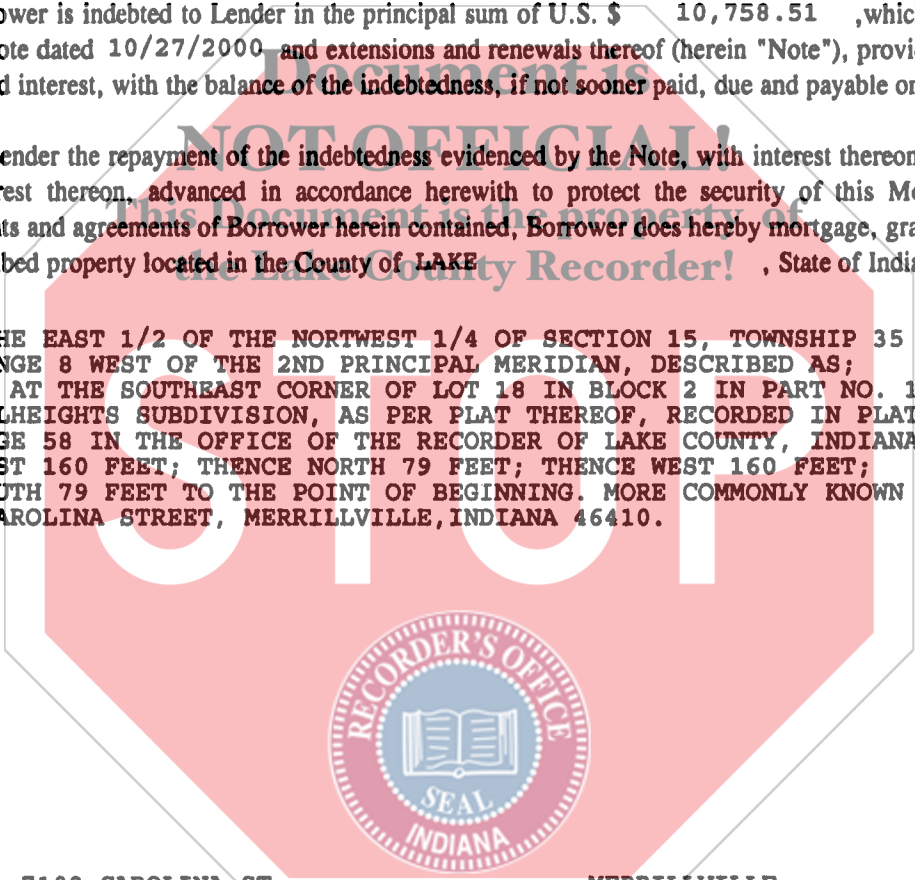 ower is indebted to Lender in the principal sum of U.S. $ 10,758.51 ,whic
ote dated 10/27/2000 and extensions and renewals thereof (herein "Note"), provi
d interest, with the balance of the indebtedness, if not sooner paid, due and payable or
Document is
NOT OFFICIAL!
This Document is the property of
the Lake County Recorder!
ender the repayment of the indebtedness evidenced by the Note, with interest thereon
rest thereon, advanced in accordance herewith to protect the security of this Mo
ts and agreements of Borrower herein contained, Borrower does hereby mortgage, gra
bed property located in the County of LAKE , State of India
HE EAST 1/2 OF THE NORTWEST 1/4 OF SECTION 15, TOWNSHIP 35
NGE 8 WEST OF THE 2ND PRINCIPAL MERIDIAN, DESCRIBED AS;
AT THE SOUTHEAST CORNER OF LOT 18 IN BLOCK 2 IN PART NO. 1
LHEIGHTS SUBDIVISION, AS PER PLAT THEREOF, RECORDED IN PLAT
GE 58 IN THE OFFICE OF THE RECORDER OF LAKE COUNTY, INDIANA
ST 160 FEET; THENCE NORTH 79 FEET; THENCE WEST 160 FEET;
UTH 79 FEET TO THE POINT OF BEGINNING. MORE COMMONLY KNOWN
AROLINA STREET, MERRILLVILLE,INDIANA 46410.
STOP
RECORDER'S OFFICE
SEAL
INDIANA
CAROLINA ST
MERRILLVILLE